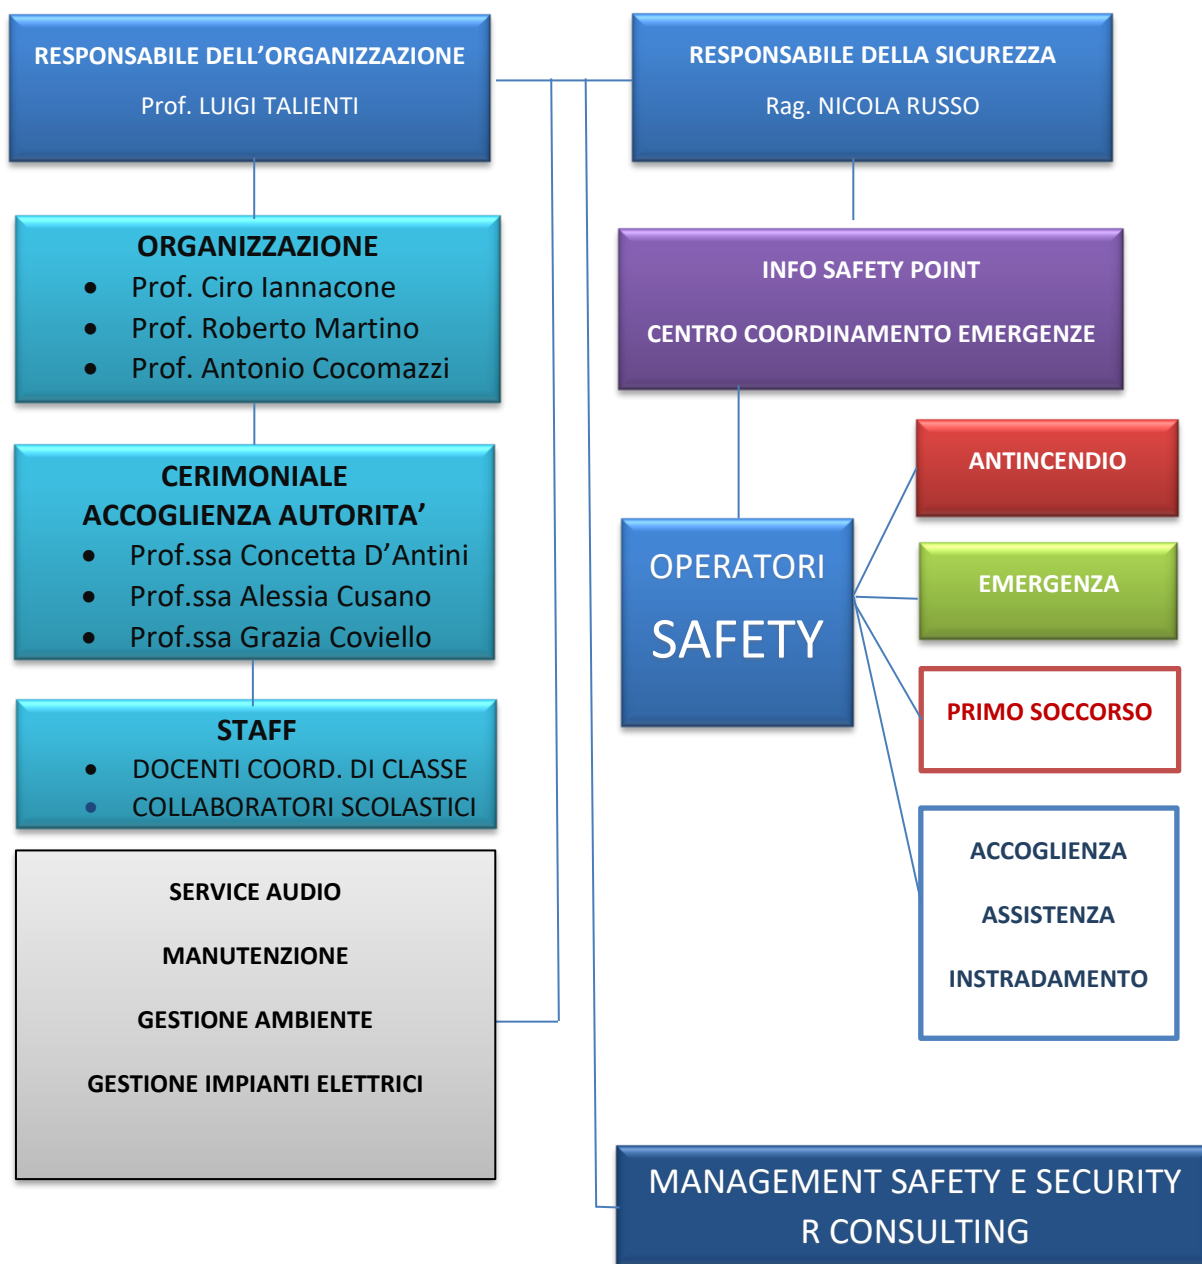 RESPONSABILE DELL’ORGANIZZAZIONE
Prof. LUIGI TALIENTI
RESPONSABILE DELLA SICUREZZA
Rag. NICOLA RUSSO
ORGANIZZAZIONE
• Prof. Ciro Iannacone
• Prof. Roberto Martino
• Prof. Antonio Cocomazzi
CERIMONIALE
ACCOGLIENZA AUTORITA’
• Prof.ssa Concetta D’Antini
• Prof.ssa Alessia Cusano
• Prof.ssa Grazia Coviello
STAFF
• DOCENTI COORD. DI CLASSE
• COLLABORATORI SCOLASTICI
SERVICE AUDIO
MANUTENZIONE
GESTIONE AMBIENTE
GESTIONE IMPIANTI ELETTRICI
INFO SAFETY POINT
CENTRO COORDINAMENTO EMERGENZE
OPERATORI
SAFETY
ANTINCENDIO
EMERGENZA
PRIMO SOCCORSO
ACCOGLIENZA
ASSISTENZA
INSTRADAMENTO
MANAGEMENT SAFETY E SECURITY
R CONSULTING